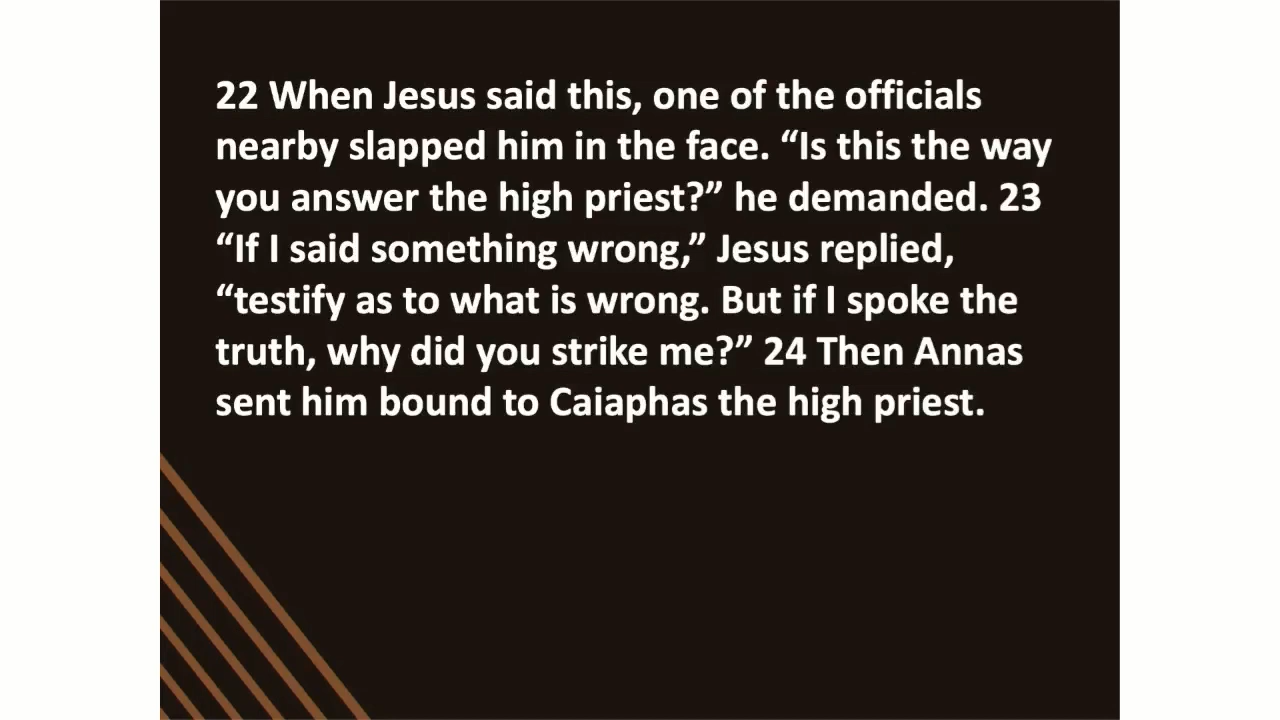 22 When Jesus said this, one of the officials
nearby slapped him in the face. “Is this the way
you answer the high priest?” he demanded. 23
“If I said something wrong,” Jesus replied,
“testify as to what is wrong. But if I spoke the
truth, why did you strike me?” 24 Then Annas
sent him bound to Caiaphas the high priest.